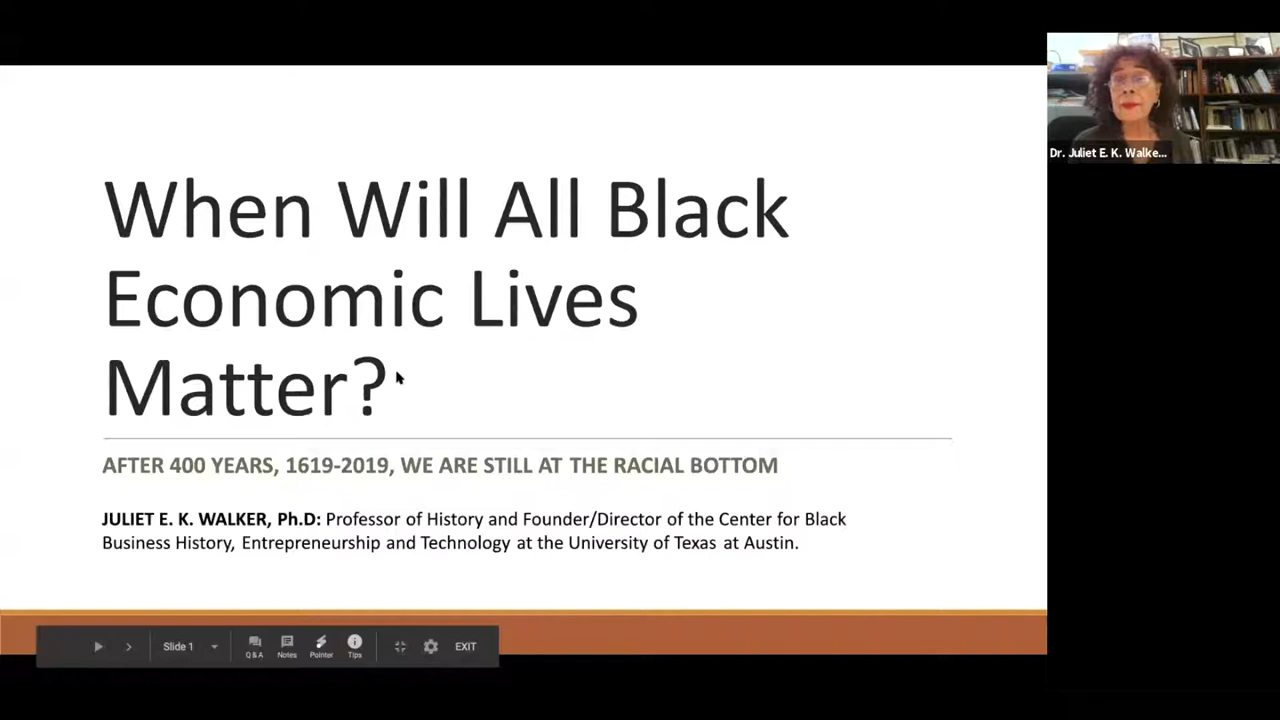 When Will All Black
Economic Lives
Matter?
AFTER 400 YEARS, 1619-2019, WE ARE STILL AT THE RACIAL BOTTOM
JULIET E. K. WALKER, Ph.D: Professor of History and Founder/Director of the Center for Black
Business History, Entrepreneurship and Technology at the University of Texas at Austin.
Dr. Juliet E. K. Walke...
Slide 1
Q & A
Notes
Pointer
Tips
EXIT